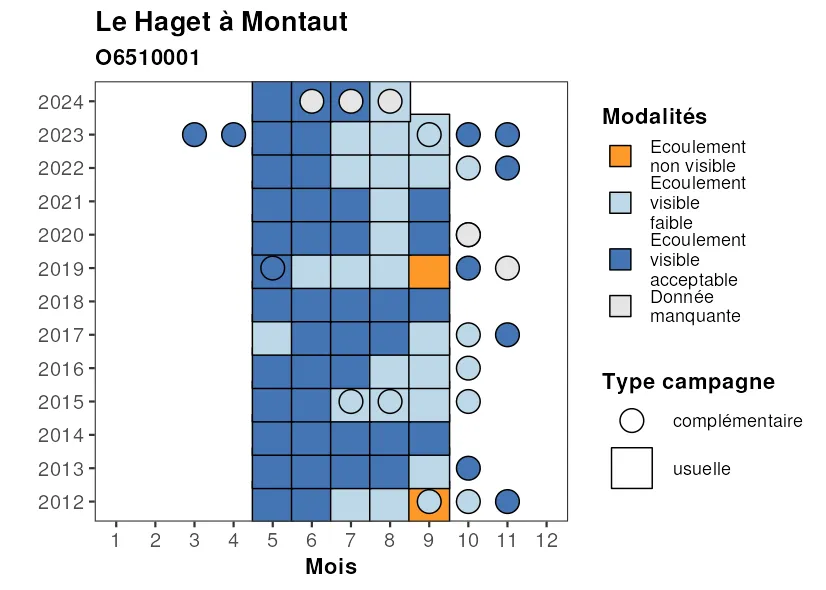 Le Haget à Montaut
O6510001
2024
2023
2022
2021
2020
2019
2018
2017
2016
2015
2014
2013
2012
1 2 3 4 5 6 7 8 9 10 11 12
Mois
Modalités
Ecoulement
non visible
Ecoulement
visible
faible
Ecoulement
visible
acceptable
Donnée
manquante
Type campagne
complémentaire
usuelle